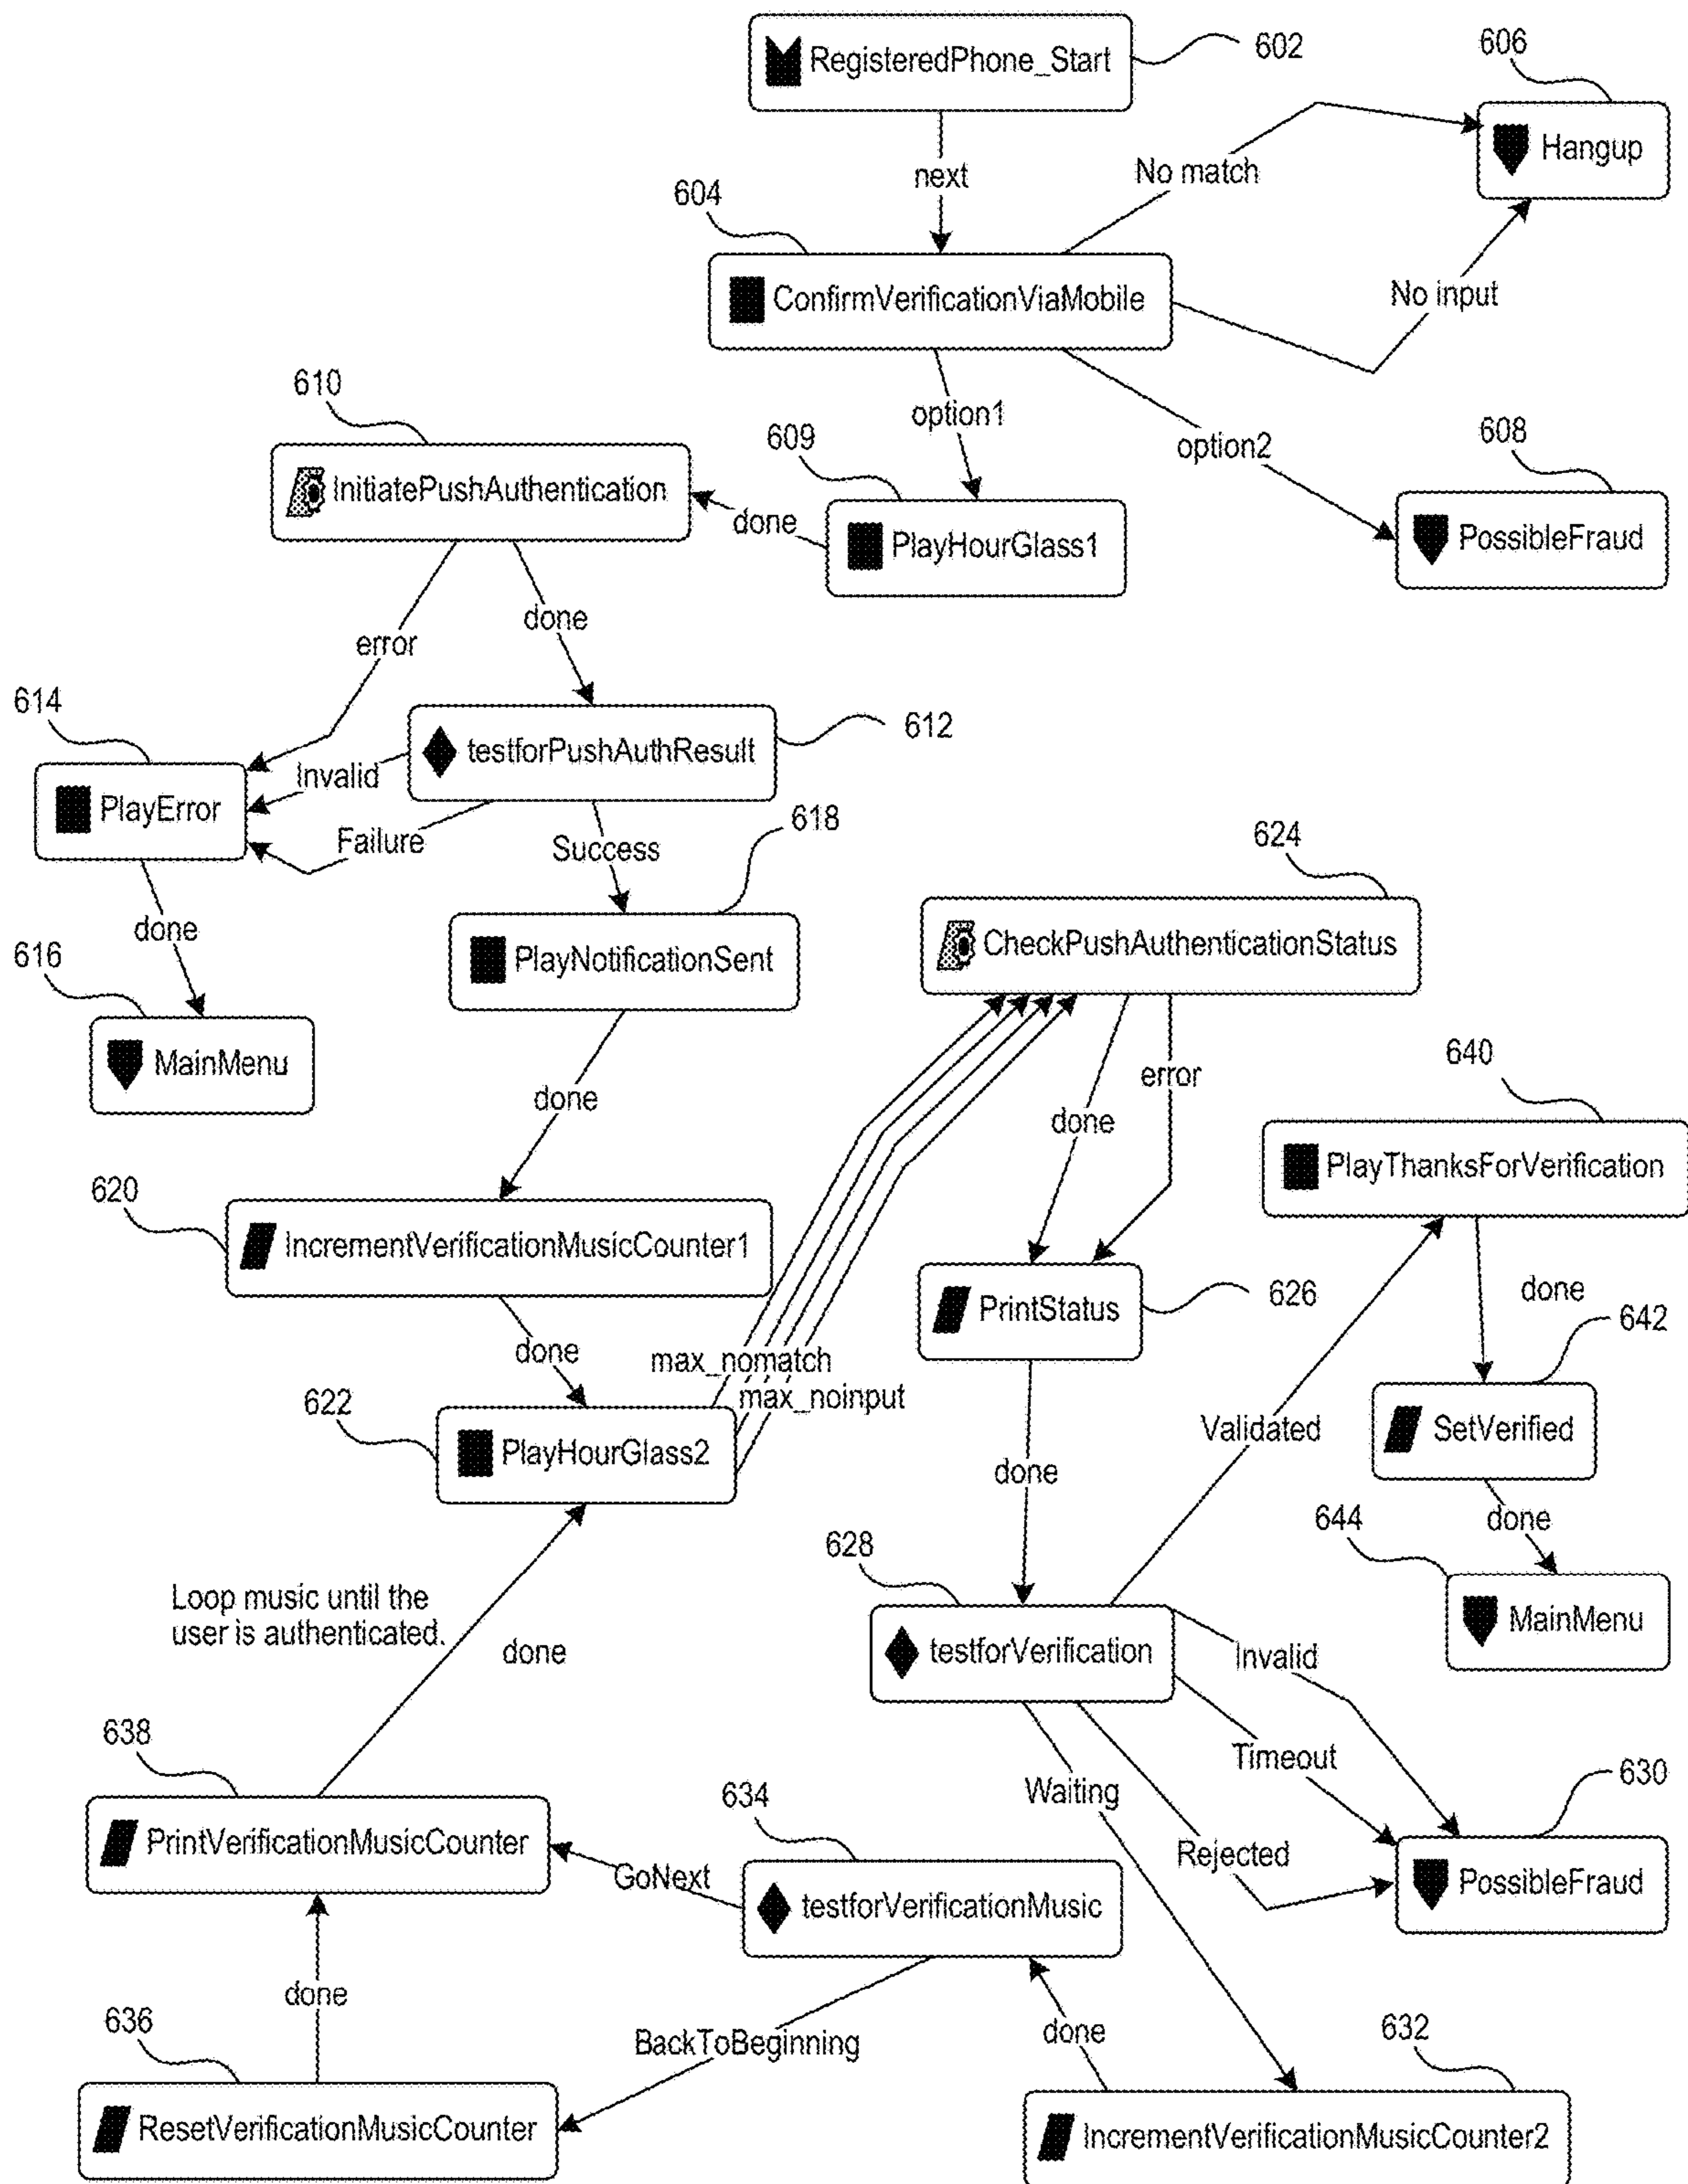 RegisteredPhone_Start
602
606
Hangup
next
No match
604
ConfirmVerificationViaMobile
No input
610
option1
609
option2
608
InitiatePushAuthentication
done
PlayHourGlass1
PossibleFraud
done
error
614
testforPushAuthResult
612
Invalid
PlayError
Failure
Success
618
624
done
PlayNotificationSent
CheckPushAuthenticationStatus
616
MainMenu
done
done
error
640
PlayThanksForVerification
620
IncrementVerificationMusicCounter1
PrintStatus
626
done
642
done
max_nomatch
max_noinput
622
PlayHourGlass2
Validated
SetVerified
done
644
done
628
Loop music until the
user is authenticated.
done
testforVerification
Invalid
MainMenu
638
Timeout
630
634
Waiting
PrintVerificationMusicCounter
GoNext
Rejected
PossibleFraud
testforVerificationMusic
done
636
BackToBeginning
done
632
ResetVerificationMusicCounter
IncrementVerificationMusicCounter2